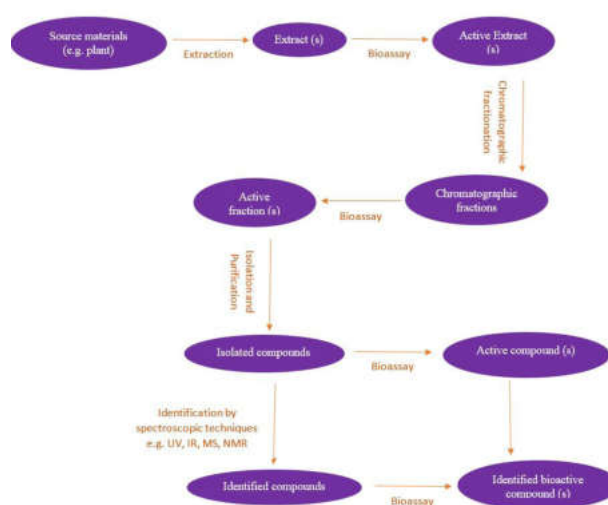 Source materials
(e.g. plant)
Extraction
Extract (s)
Bioassay
Active Extract
(s)
Chromatographic
fractionation
Chromatographic
fractions
Bioassay
Active
fraction (s)
Isolation and
Purification
Isolated compounds
Bioassay
Active compound (s)
Identification by
spectroscopic techniques
e.g. UV, IR, MS, NMR
Identified compounds
Bioassay
Identified bioactive
compound (s)